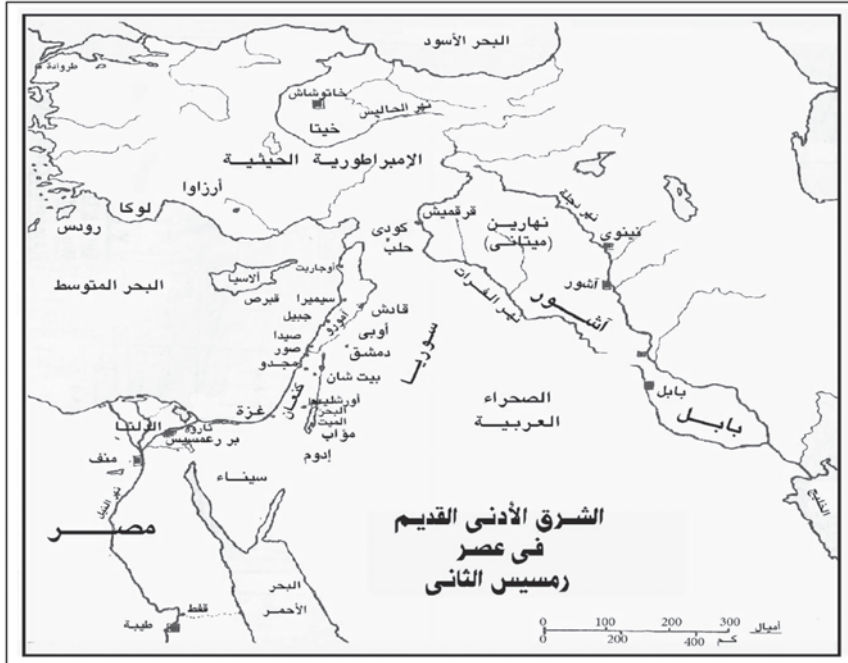 البحر الأسود
طروادة
خاتوشاش
نهر الهاليس
خيتا
الإمبراطورية الحيثية
أرزاوا
لوكا
رودس
كودى
حلب
قرقميش
نهارين
(ميتانى)
نهر دجلة
نينوى
آشور
آشور
نهر الفرات
أوجاريت
ألاسيا
قبرص
البحر المتوسط
سيميرا
قادش
جبيل
أمورو
أوبى
صيدا
دمشق
صور
مجدو
بيت شان
سوريا
كنعان
أورشليم
البحر
الميت
مؤاب
إدوم
غزة
الدلتا
تارو
بر رعمسيس
منف
سيناء
نهر النيل
مصر
الصحراء
العربية
بابل
بابل
الخليج
الشرق الأدنى القديم
فى عصر
رمسيس الثانى
البحر
الأحمر
قفط
طيبة
0 100 200 300 أميال
0 200 400 كم